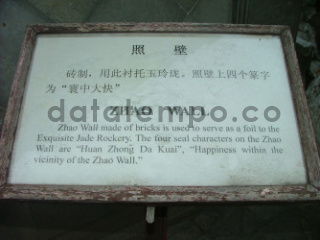 照 壁
砖制，用此衬托玉玲珑。照壁上四个篆字
为“寰中大快”
ZHAO WALL
Zhao Wall made of bricks is used to serve as a foil to the
Exquisite Jade Rockery. The four seal characters on the Zhao
Wall are “Huan Zhong Da Kuai”, “Happiness within the
vicinity of the Zhao Wall.”
datatempo.co